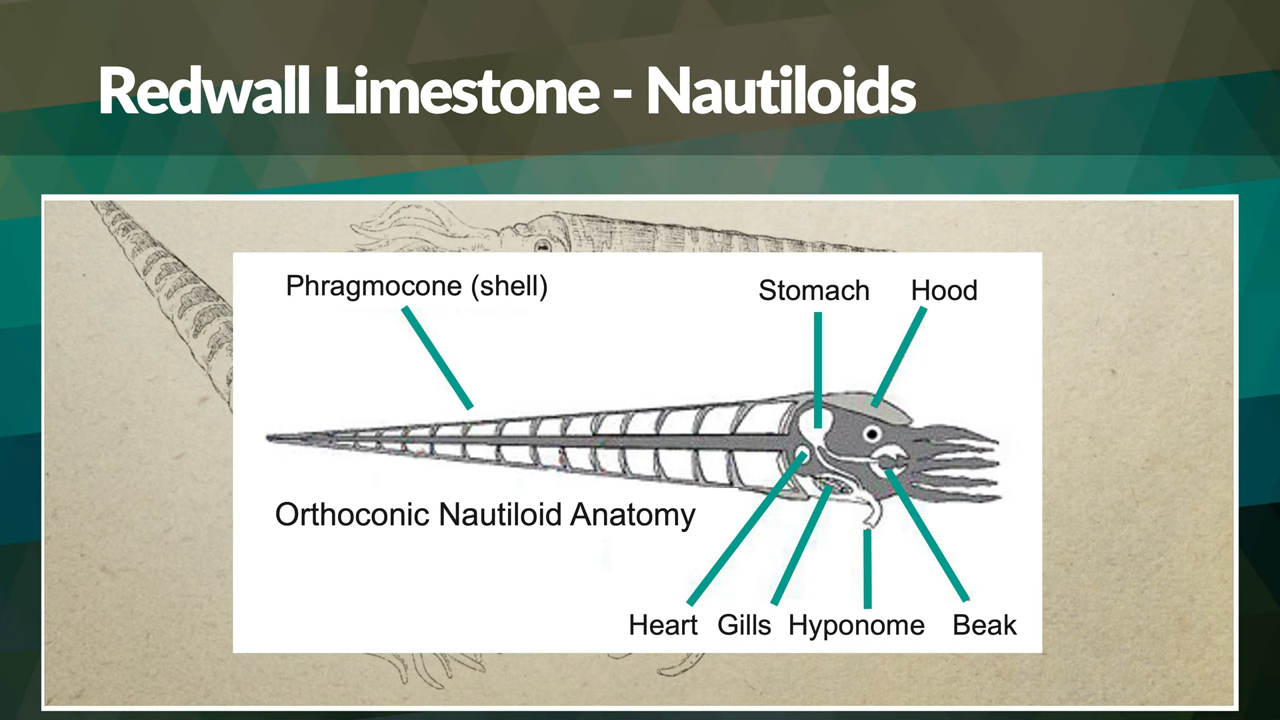 Redwall Limestone - Nautiloids
Phragmocone (shell)
Stomach
Hood
Orthoconic Nautiloid Anatomy
Heart
Gills
Hyponome
Beak